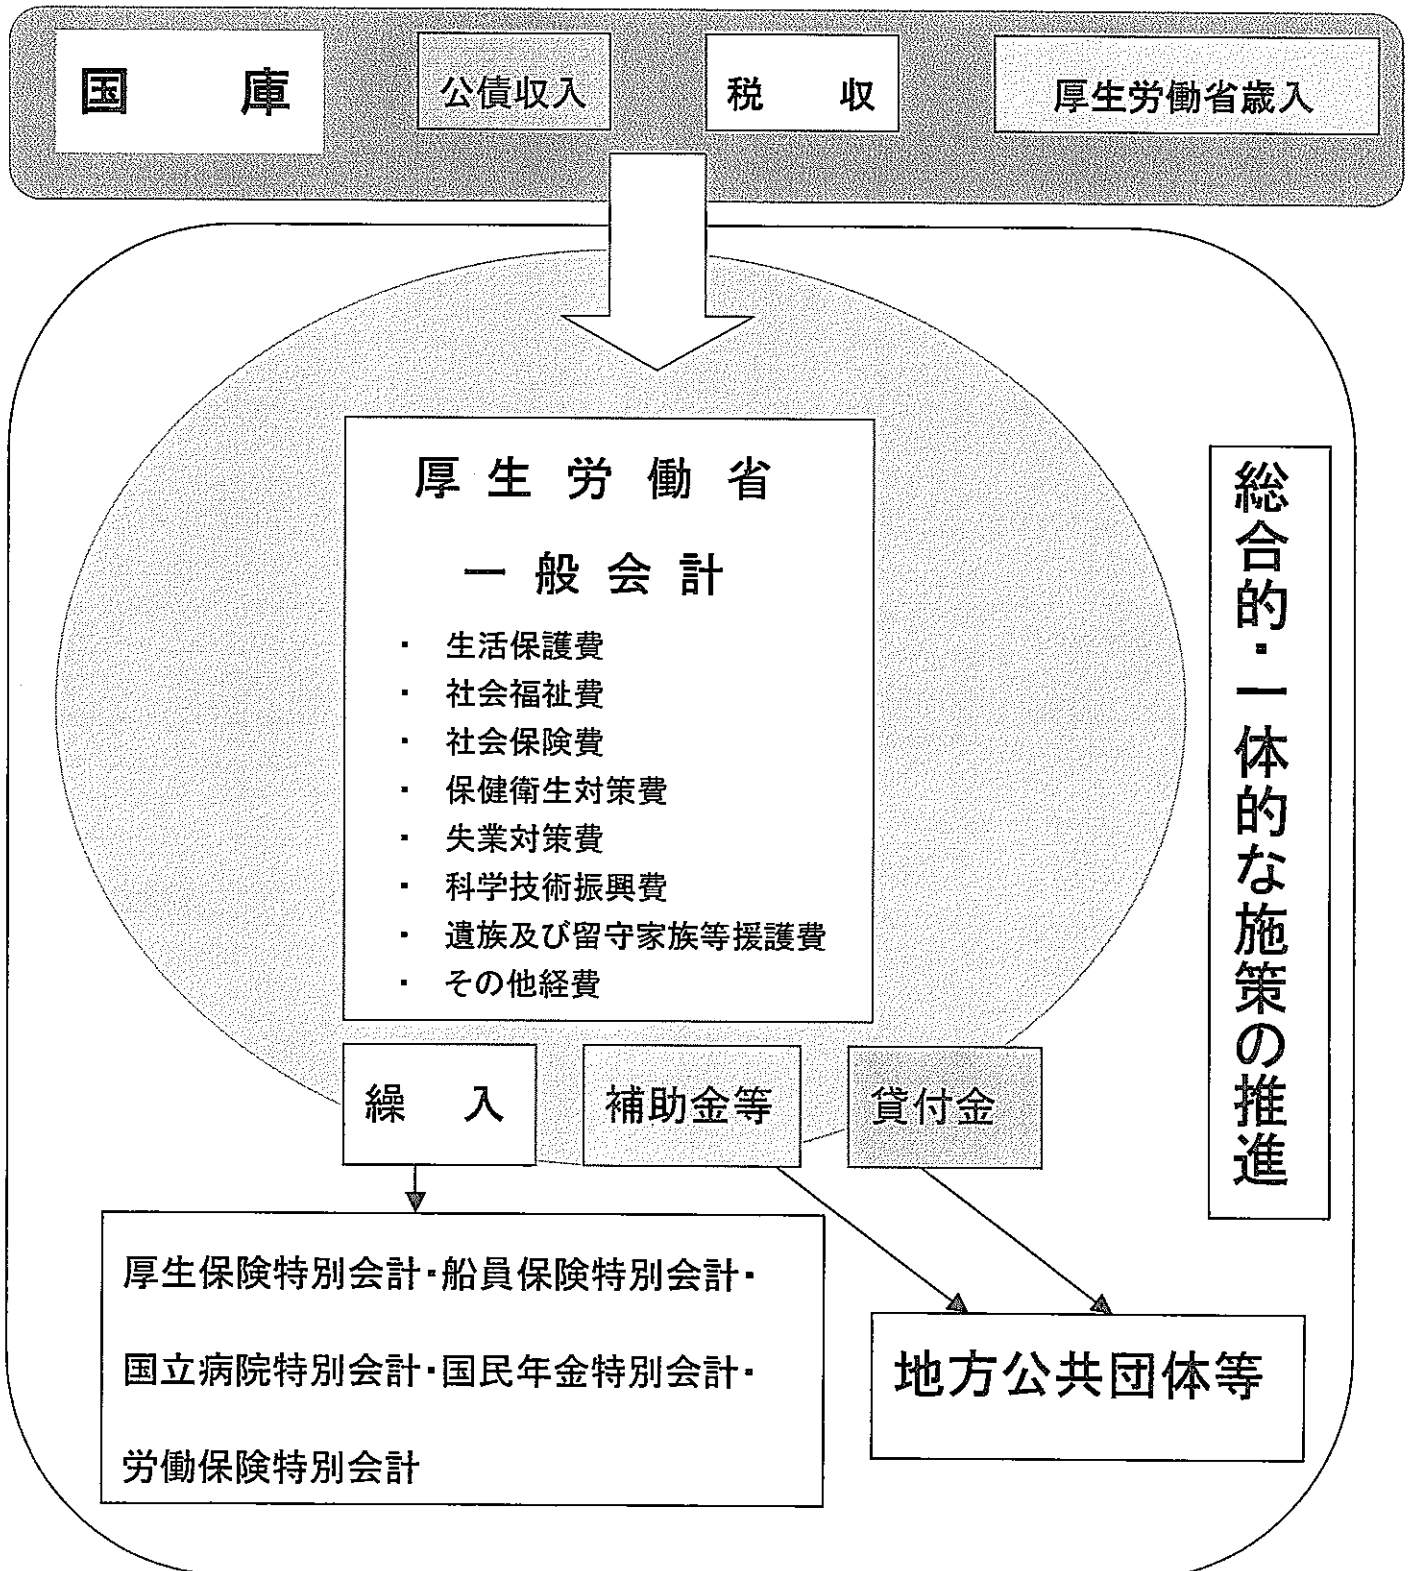 国　庫
公債収入
税　収
厚生労働省歳入
厚生労働省
一般会計
・ 生活保護費
・ 社会福祉費
・ 社会保険費
・ 保健衛生対策費
・ 失業対策費
・ 科学技術振興費
・ 遺族及び留守家族等援護費
・ その他経費
総合的・一体的な施策の推進
繰　入
補助金等
貸付金
厚生保険特別会計・船員保険特別会計・
国立病院特別会計・国民年金特別会計・
労働保険特別会計
地方公共団体等